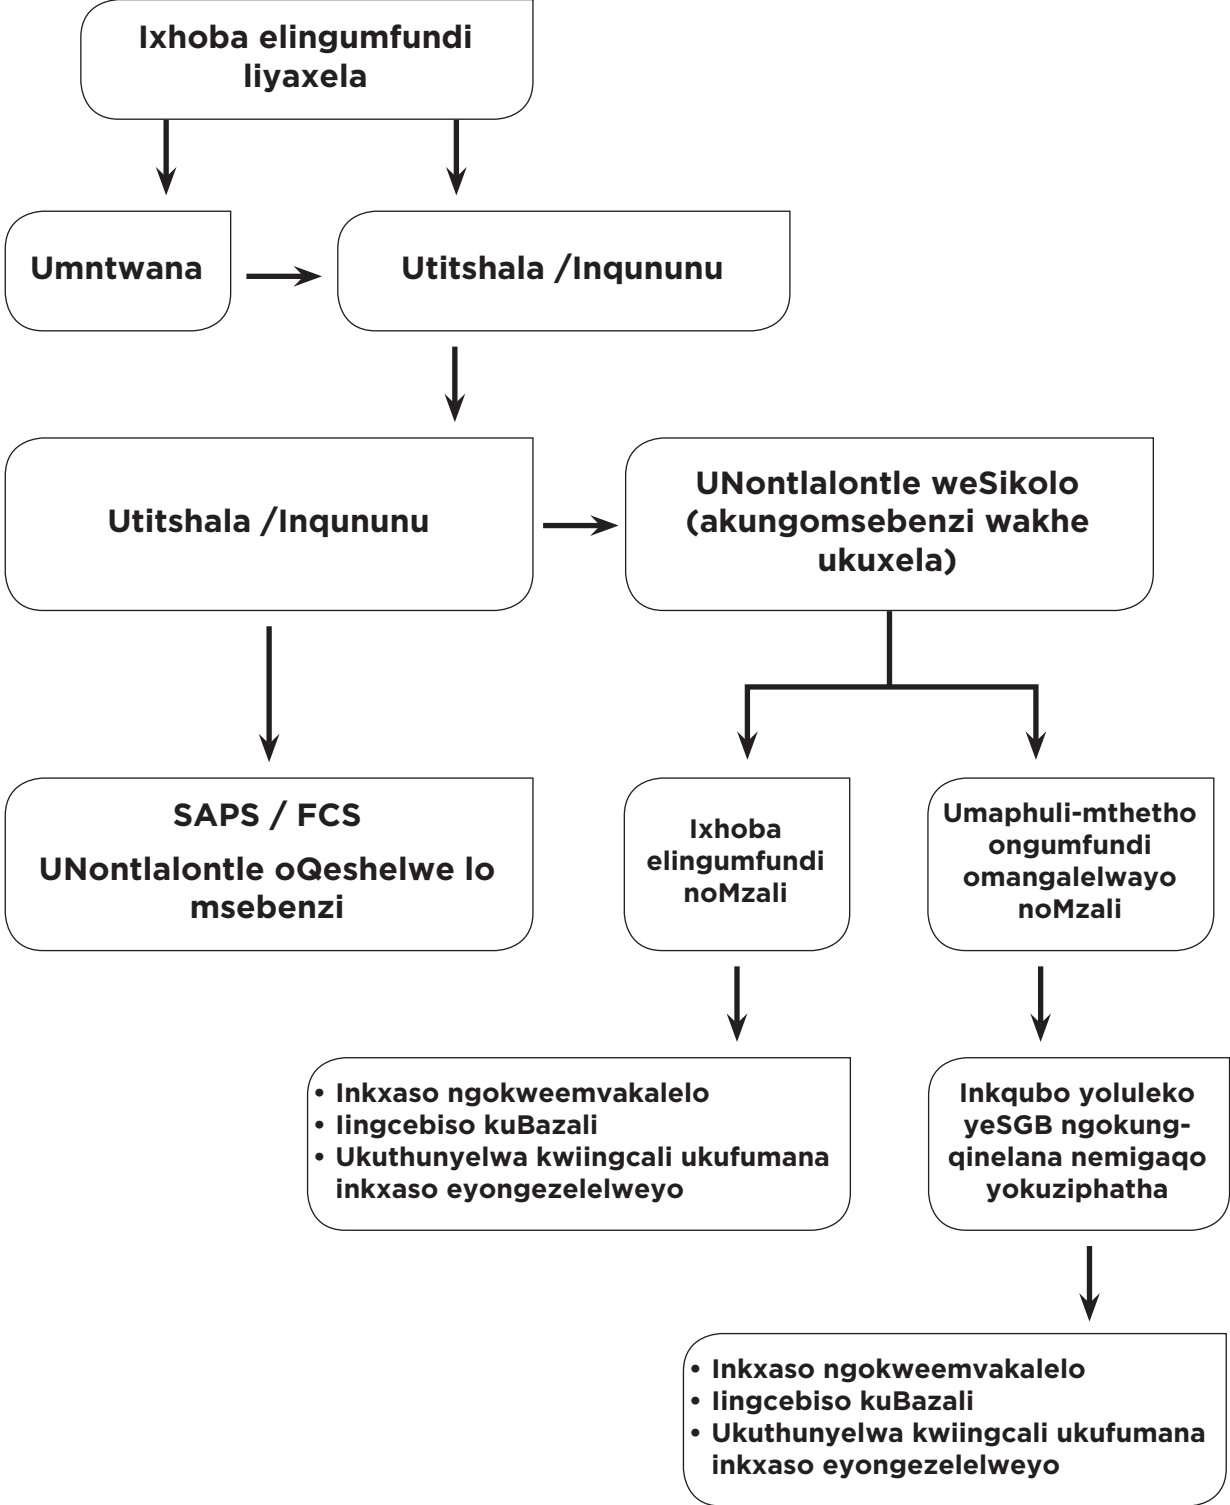 Ixhoba elingumfundi
liyaxela
Umntwana
Utitshala /Inqununu
Utitshala /Inqununu
UNontlalontle weSikolo
(akungomsebenzi wakhe
ukuxela)
SAPS / FCS
UNontlalontle oQeshelwe lo
msebenzi
Ixhoba
elingumfundi
noMzali
Umaphuli-mthetho
ongumfundi
omangalelwayo
noMzali
• Inkxaso ngokweemvakalelo
• Iingcebiso kuBazali
• Ukuthunyelwa kwiingcali ukufumana
inkxaso eyongezelelweyo
Inkqubo yoluleko
yeSGB ngokung-
qinelana nemigaqo
yokuziphatha
• Inkxaso ngokweemvakalelo
• Iingcebiso kuBazali
• Ukuthunyelwa kwiingcali ukufumana
inkxaso eyongezelelweyo